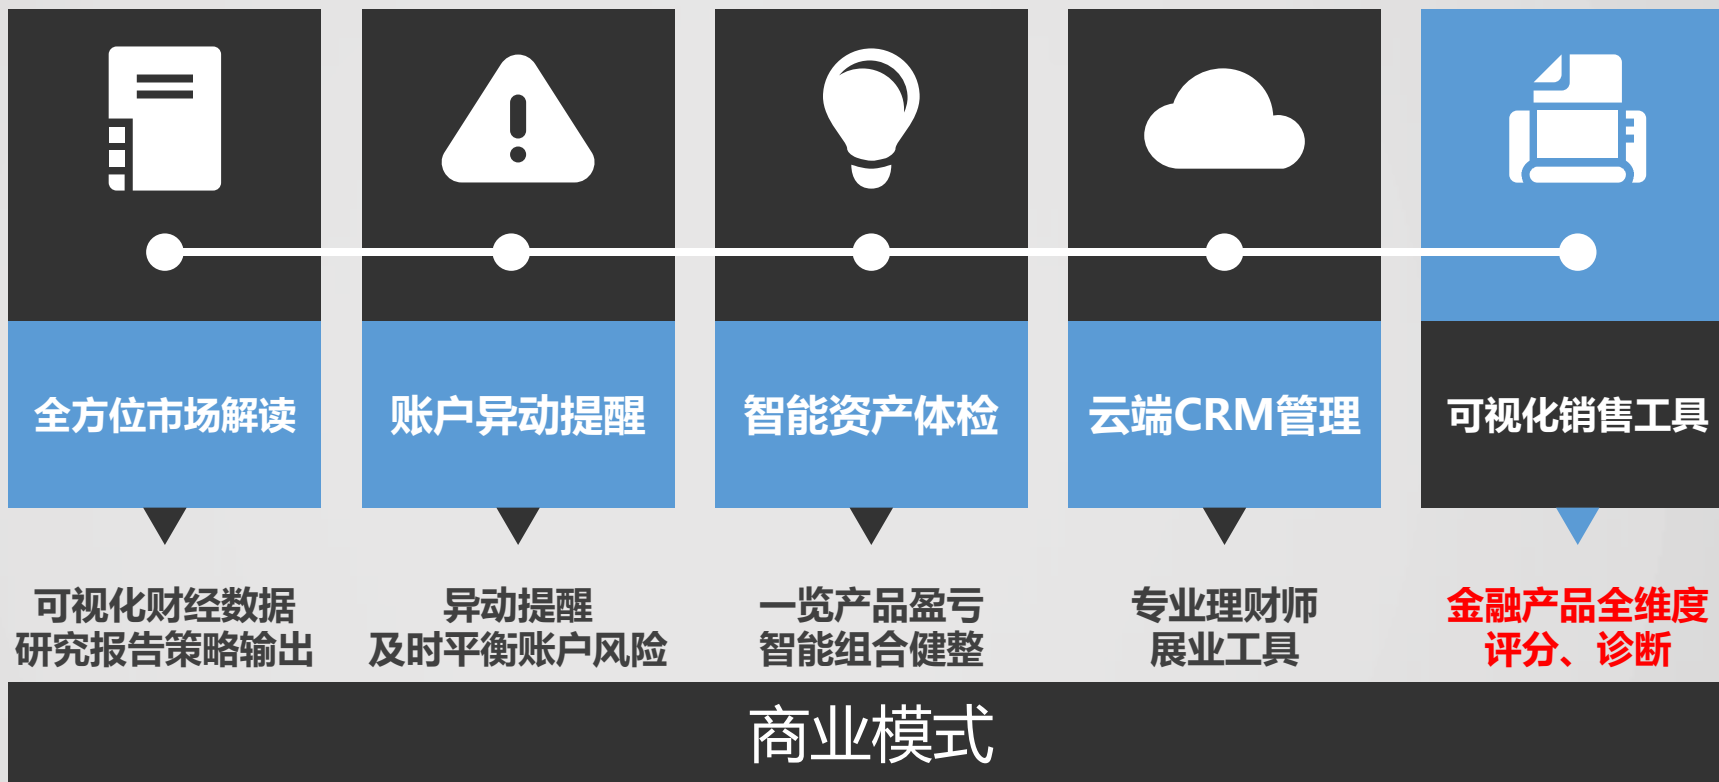 全方位市场解读
账户异动提醒
智能资产体检
云端CRM管理
可视化销售工具
可视化财经数据
研究报告策略输出
异动提醒
及时平衡账户风险
一览产品盈亏
智能组合健整
专业理财师
展业工具
金融产品全维度
评分、诊断
商业模式